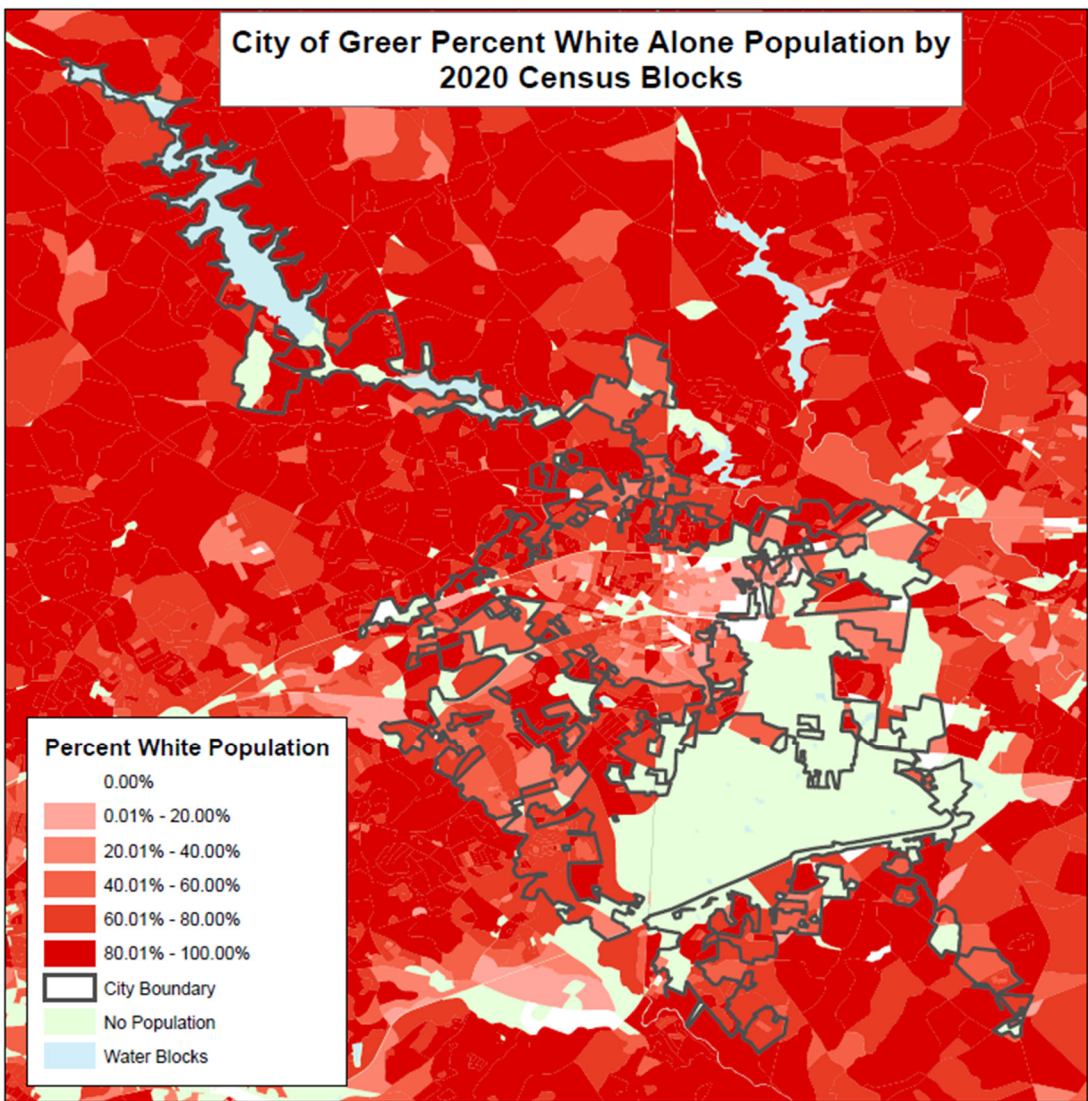 City of Greer Percent White Alone Population by
2020 Census Blocks
Percent White Population
0.00%
0.01% - 20.00%
20.01% - 40.00%
40.01% - 60.00%
60.01% - 80.00%
80.01% - 100.00%
City Boundary
No Population
Water Blocks